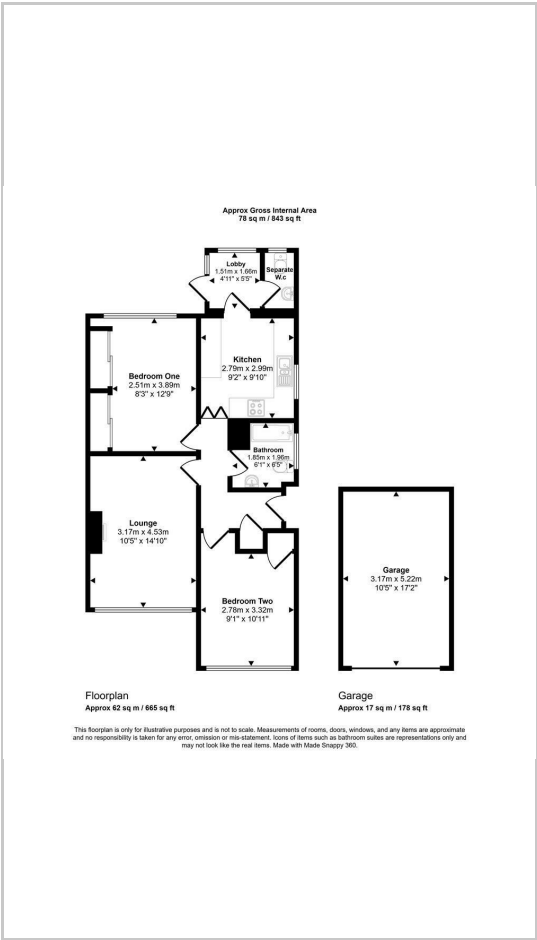 Approx Gross Internal Area
78 sq m / 843 sq ft
Lobby
1.51m x 1.66m
4'11" x 5'5"
Separate
W.c
Kitchen
2.79m x 2.99m
9'2" x 9'10"
Bedroom One
2.51m x 3.89m
8'3" x 12'9"
Bathroom
1.85m x 1.96m
6'1" x 6'5"
Lounge
3.17m x 4.53m
10'5" x 14'10"
Garage
3.17m x 5.22m
10'5" x 17'2"
Bedroom Two
2.78m x 3.32m
9'1" x 10'11"
Floorplan
Approx 62 sq m / 665 sq ft
Garage
Approx 17 sq m / 178 sq ft
This floorplan is only for illustrative purposes and is not to scale. Measurements of rooms, doors, windows, and any items are approximate
and no responsibility is taken for any error, omission or mis-statement. Icons of items such as bathroom suites are representations only and
may not look like the real items. Made with Made Snappy 360.